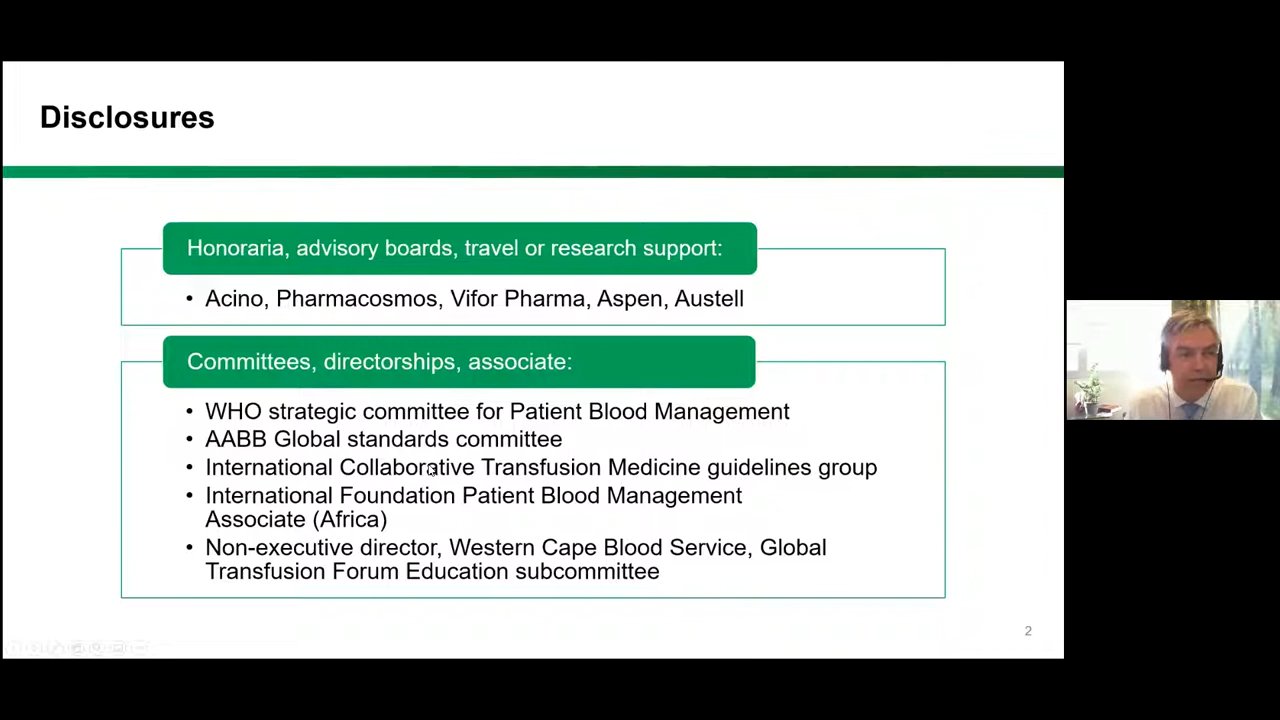 Disclosures
Honoraria, advisory boards, travel or research support:
• Acino, Pharmacosmos, Vifor Pharma, Aspen, Austell
Committees, directorships, associate:
• WHO strategic committee for Patient Blood Management
• AABB Global standards committee
• International Collaborative Transfusion Medicine guidelines group
• International Foundation Patient Blood Management
Associate (Africa)
• Non-executive director, Western Cape Blood Service, Global
Transfusion Forum Education subcommittee
2